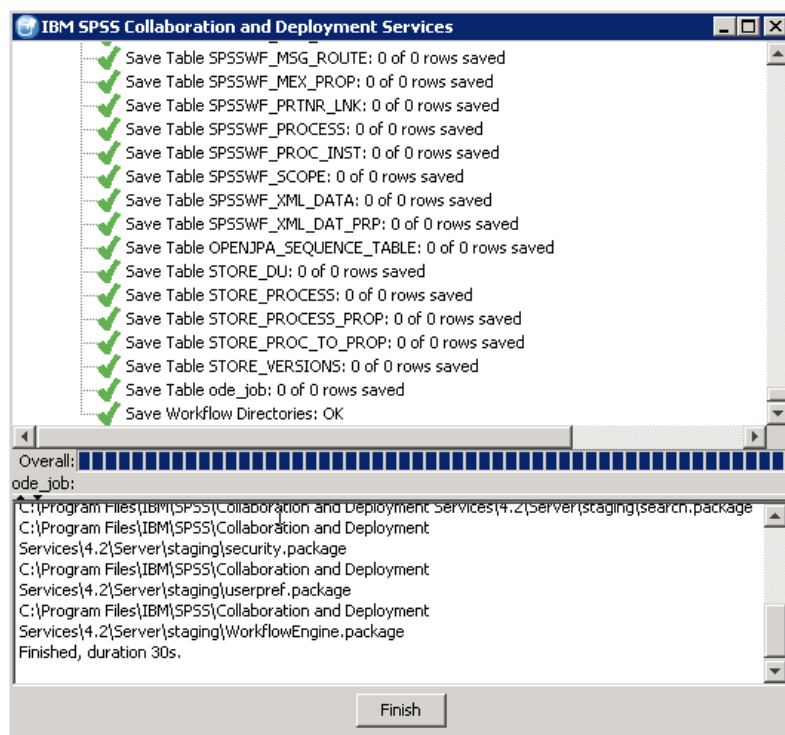 IBM SPSS Collaboration and Deployment Services
Save Table SPSSWF_MSG_ROUTE: 0 of 0 rows saved
Save Table SPSSWF_MEX_PROP: 0 of 0 rows saved
Save Table SPSSWF_PRTNR_LNK: 0 of 0 rows saved
Save Table SPSSWF_PROCESS: 0 of 0 rows saved
Save Table SPSSWF_PROC_INST: 0 of 0 rows saved
Save Table SPSSWF_SCOPE: 0 of 0 rows saved
Save Table SPSSWF_XML_DATA: 0 of 0 rows saved
Save Table SPSSWF_XML_DAT_PRP: 0 of 0 rows saved
Save Table OPENJPA_SEQUENCE_TABLE: 0 of 0 rows saved
Save Table STORE_DU: 0 of 0 rows saved
Save Table STORE_PROCESS: 0 of 0 rows saved
Save Table STORE_PROCESS_PROP: 0 of 0 rows saved
Save Table STORE_PROC_TO_PROP: 0 of 0 rows saved
Save Table STORE_VERSIONS: 0 of 0 rows saved
Save Table ode_job: 0 of 0 rows saved
Save Workflow Directories: OK
Overall:
ode_job:
C:\Program Files\IBM\SPSS\Collaboration and Deployment Services\4.2\Server\staging\search.package
C:\Program Files\IBM\SPSS\Collaboration and Deployment
Services\4.2\Server\staging\security.package
C:\Program Files\IBM\SPSS\Collaboration and Deployment
Services\4.2\Server\staging\userpref.package
C:\Program Files\IBM\SPSS\Collaboration and Deployment
Services\4.2\Server\staging\WorkflowEngine.package
Finished, duration 30s.
Finish